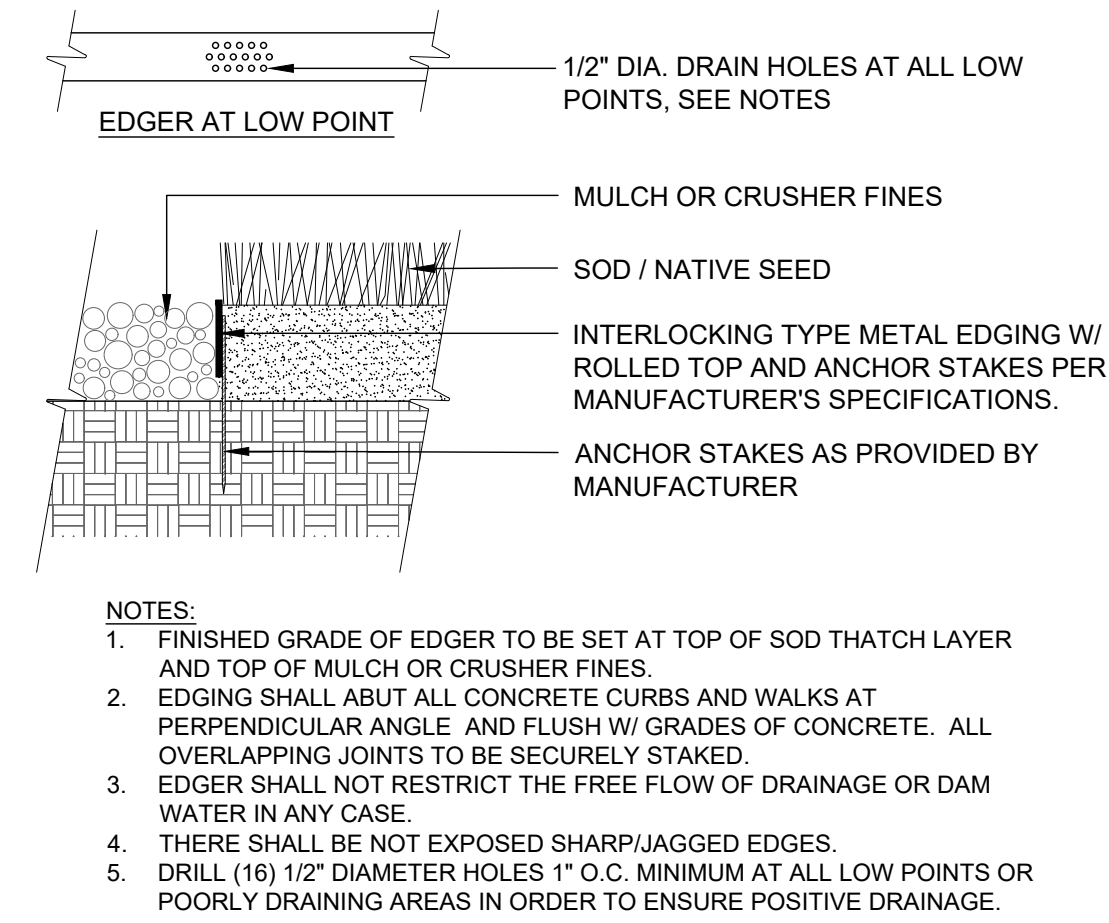 1/2" DIA. DRAIN HOLES AT ALL LOW
POINTS, SEE NOTES
EDGER AT LOW POINT
MULCH OR CRUSHER FINES
SOD / NATIVE SEED
INTERLOCKING TYPE METAL EDGING W/
ROLLED TOP AND ANCHOR STAKES PER
MANUFACTURER'S SPECIFICATIONS.
ANCHOR STAKES AS PROVIDED BY
MANUFACTURER
NOTES:
1. FINISHED GRADE OF EDGER TO BE SET AT TOP OF SOD THATCH LAYER
AND TOP OF MULCH OR CRUSHER FINES.
2. EDGING SHALL ABUT ALL CONCRETE CURBS AND WALKS AT
PERPENDICULAR ANGLE AND FLUSH W/ GRADES OF CONCRETE. ALL
OVERLAPPING JOINTS TO BE SECURELY STAKED.
3. EDGER SHALL NOT RESTRICT THE FREE FLOW OF DRAINAGE OR DAM
WATER IN ANY CASE.
4. THERE SHALL BE NOT EXPOSED SHARP/JAGGED EDGES.
5. DRILL (16) 1/2" DIAMETER HOLES 1" O.C. MINIMUM AT ALL LOW POINTS OR
POORLY DRAINING AREAS IN ORDER TO ENSURE POSITIVE DRAINAGE.